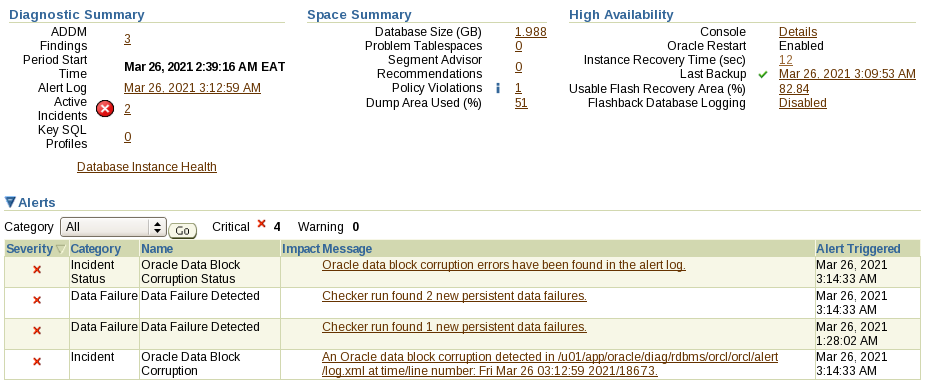 Diagnostic Summary
ADDM Findings 3
Period Start Time Mar 26, 2021 2:39:16 AM EAT
Alert Log Mar 26, 2021 3:12:59 AM
Active Incidents 2
Key SQL Profiles 0
Database Instance Health
Space Summary
Database Size (GB) 1.988
Problem Tablespaces 0
Segment Advisor Recommendations 0
Policy Violations 1
Dump Area Used (%) 51
High Availability
Console Details
Oracle Restart Enabled
Instance Recovery Time (sec) 12
Last Backup Mar 26, 2021 3:09:53 AM
Usable Flash Recovery Area (%) 82.84
Flashback Database Logging Disabled
Alerts
Category All Go Critical 4 Warning 0
Severity Category Name Impact Message Alert Triggered
Incident Status Oracle Data Block Corruption Status Oracle data block corruption errors have been found in the alert log. Mar 26, 2021 3:14:33 AM
Data Failure Data Failure Detected Checker run found 2 new persistent data failures. Mar 26, 2021 3:14:33 AM
Data Failure Data Failure Detected Checker run found 1 new persistent data failures. Mar 26, 2021 1:28:02 AM
Incident Oracle Data Block Corruption An Oracle data block corruption detected in /u01/app/oracle/diag/rdbms/orcl/orcl/alert /log.xml at time/line number: Fri Mar 26 03:12:59 2021/18673. Mar 26, 2021 3:14:33 AM